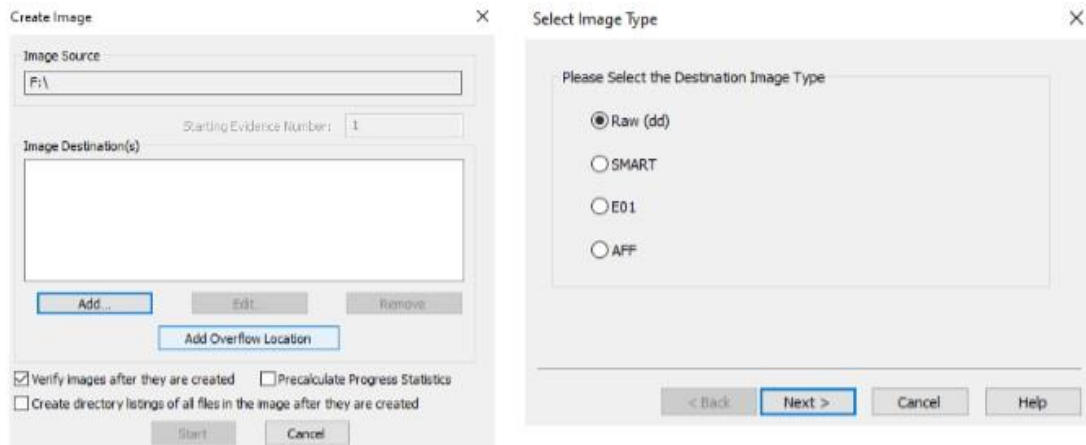 Create Image
Image Source
F:\
Starting Evidence Number: 1
Image Destination(s)
Add... Edit... Remove
Add Overflow Location
Verify images after they are created Precalculate Progress Statistics
Create directory listings of all files in the image after they are created
Start Cancel
Select Image Type
Please Select the Destination Image Type
Raw (dd)
SMART
E01
AFF
< Back Next > Cancel Help